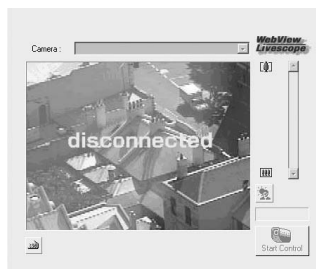 WebView
Livescope
Camera :
disconnected
Start Control